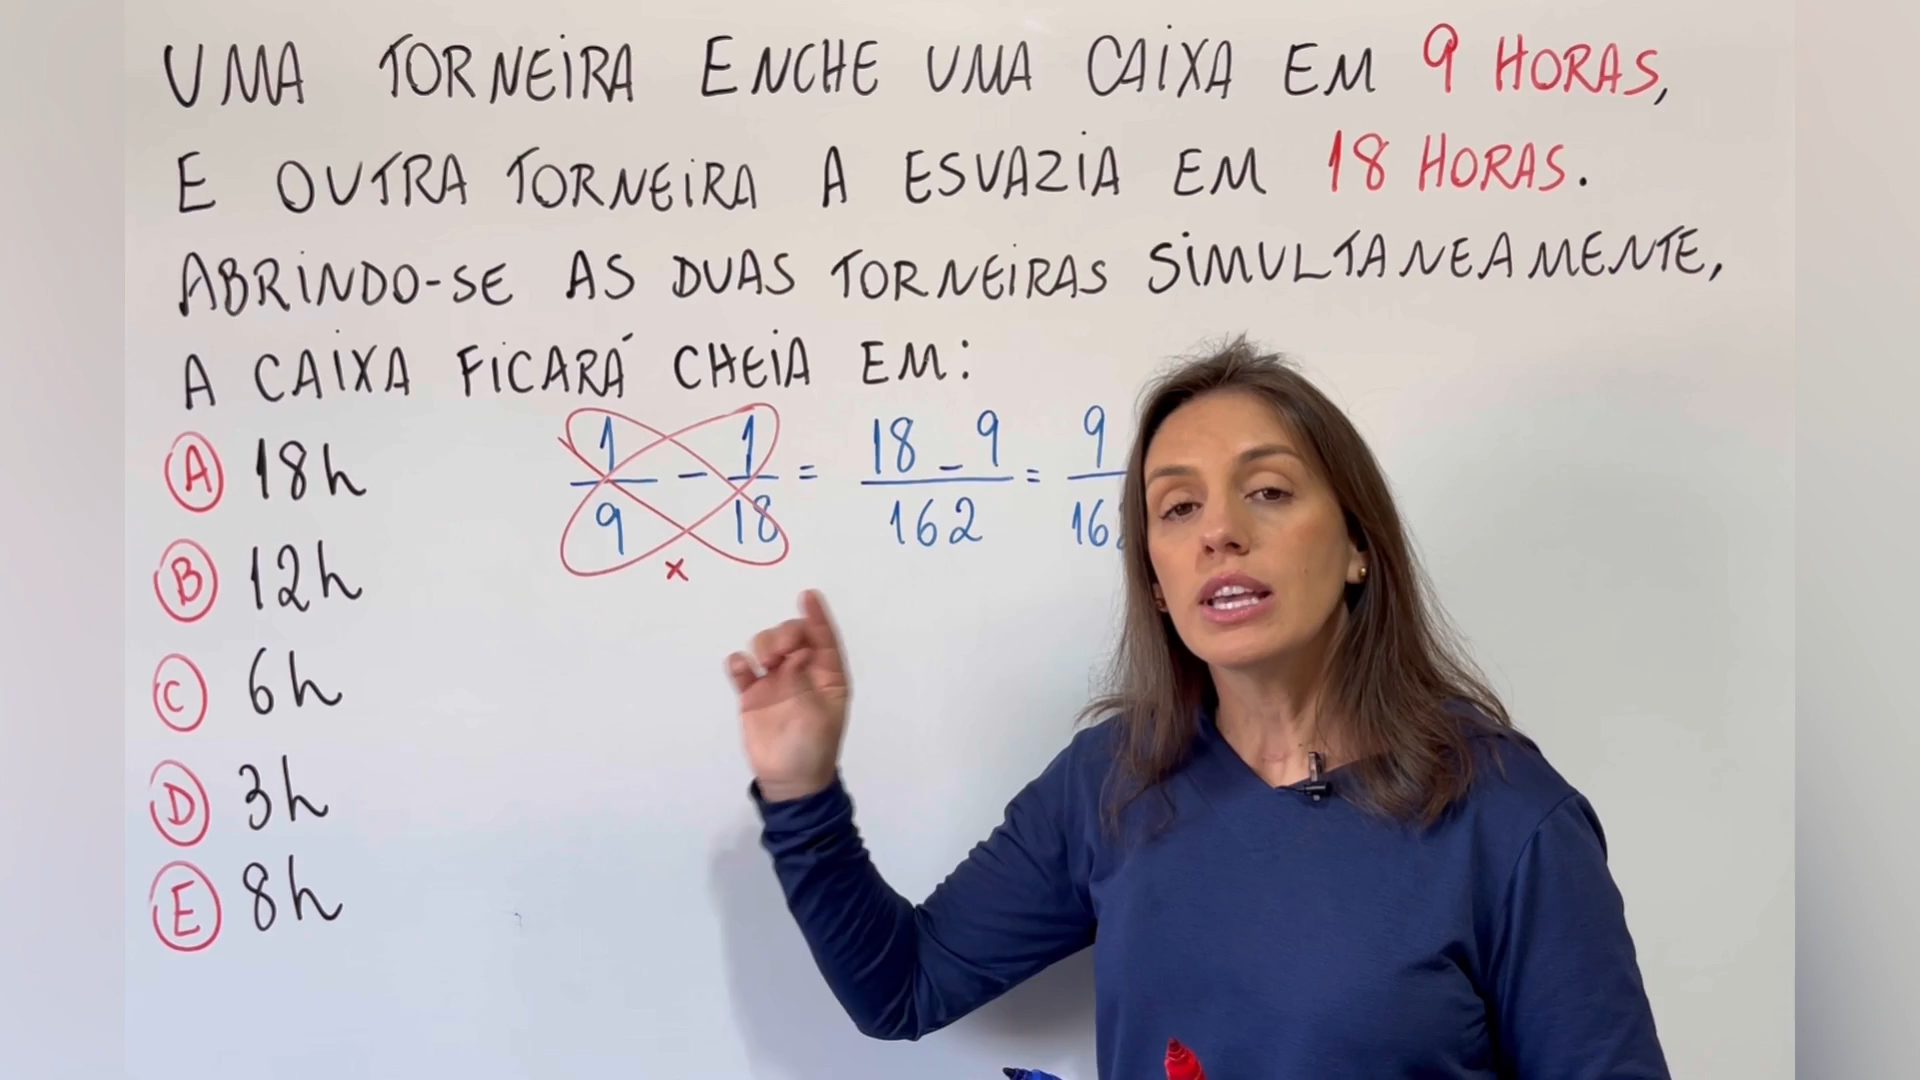 UMA TORNEIRA ENCHE UMA CAIXA EM 9 HORAS,
E OUTRA TORNEIRA A ESVAZIA EM 18 HORAS.
ABRINDO-SE AS DUAS TORNEIRAS SIMULTANEAMENTE,
A CAIXA FICARÁ CHEIA EM:
A 18h
B 12h
C 6h
D 3h
E 8h
1/9 - 1/18 = 18 - 9/162 = 9/16
x